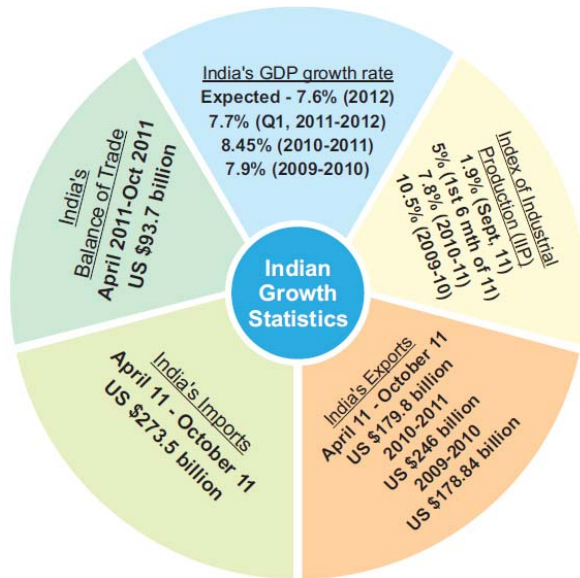 India's GDP growth rate
Expected - 7.6% (2012)
7.7% (Q1, 2011-2012)
8.45% (2010-2011)
7.9% (2009-2010)
Index of Industrial
Production (IIP)
1.9% (Sept, 11)
5% (1st 6 mth of 11)
7.8% (2010-11)
10.5% (2009-10)
India's Exports
April 11 - October 11
US $179.8 billion
2010-2011
US $246 billion
2009-2010
US $178.84 billion
India's Imports
April 11 - October 11
US $273.5 billion
India's
Balance of Trade
April 2011-Oct 2011
US $93.7 billion
Indian
Growth
Statistics